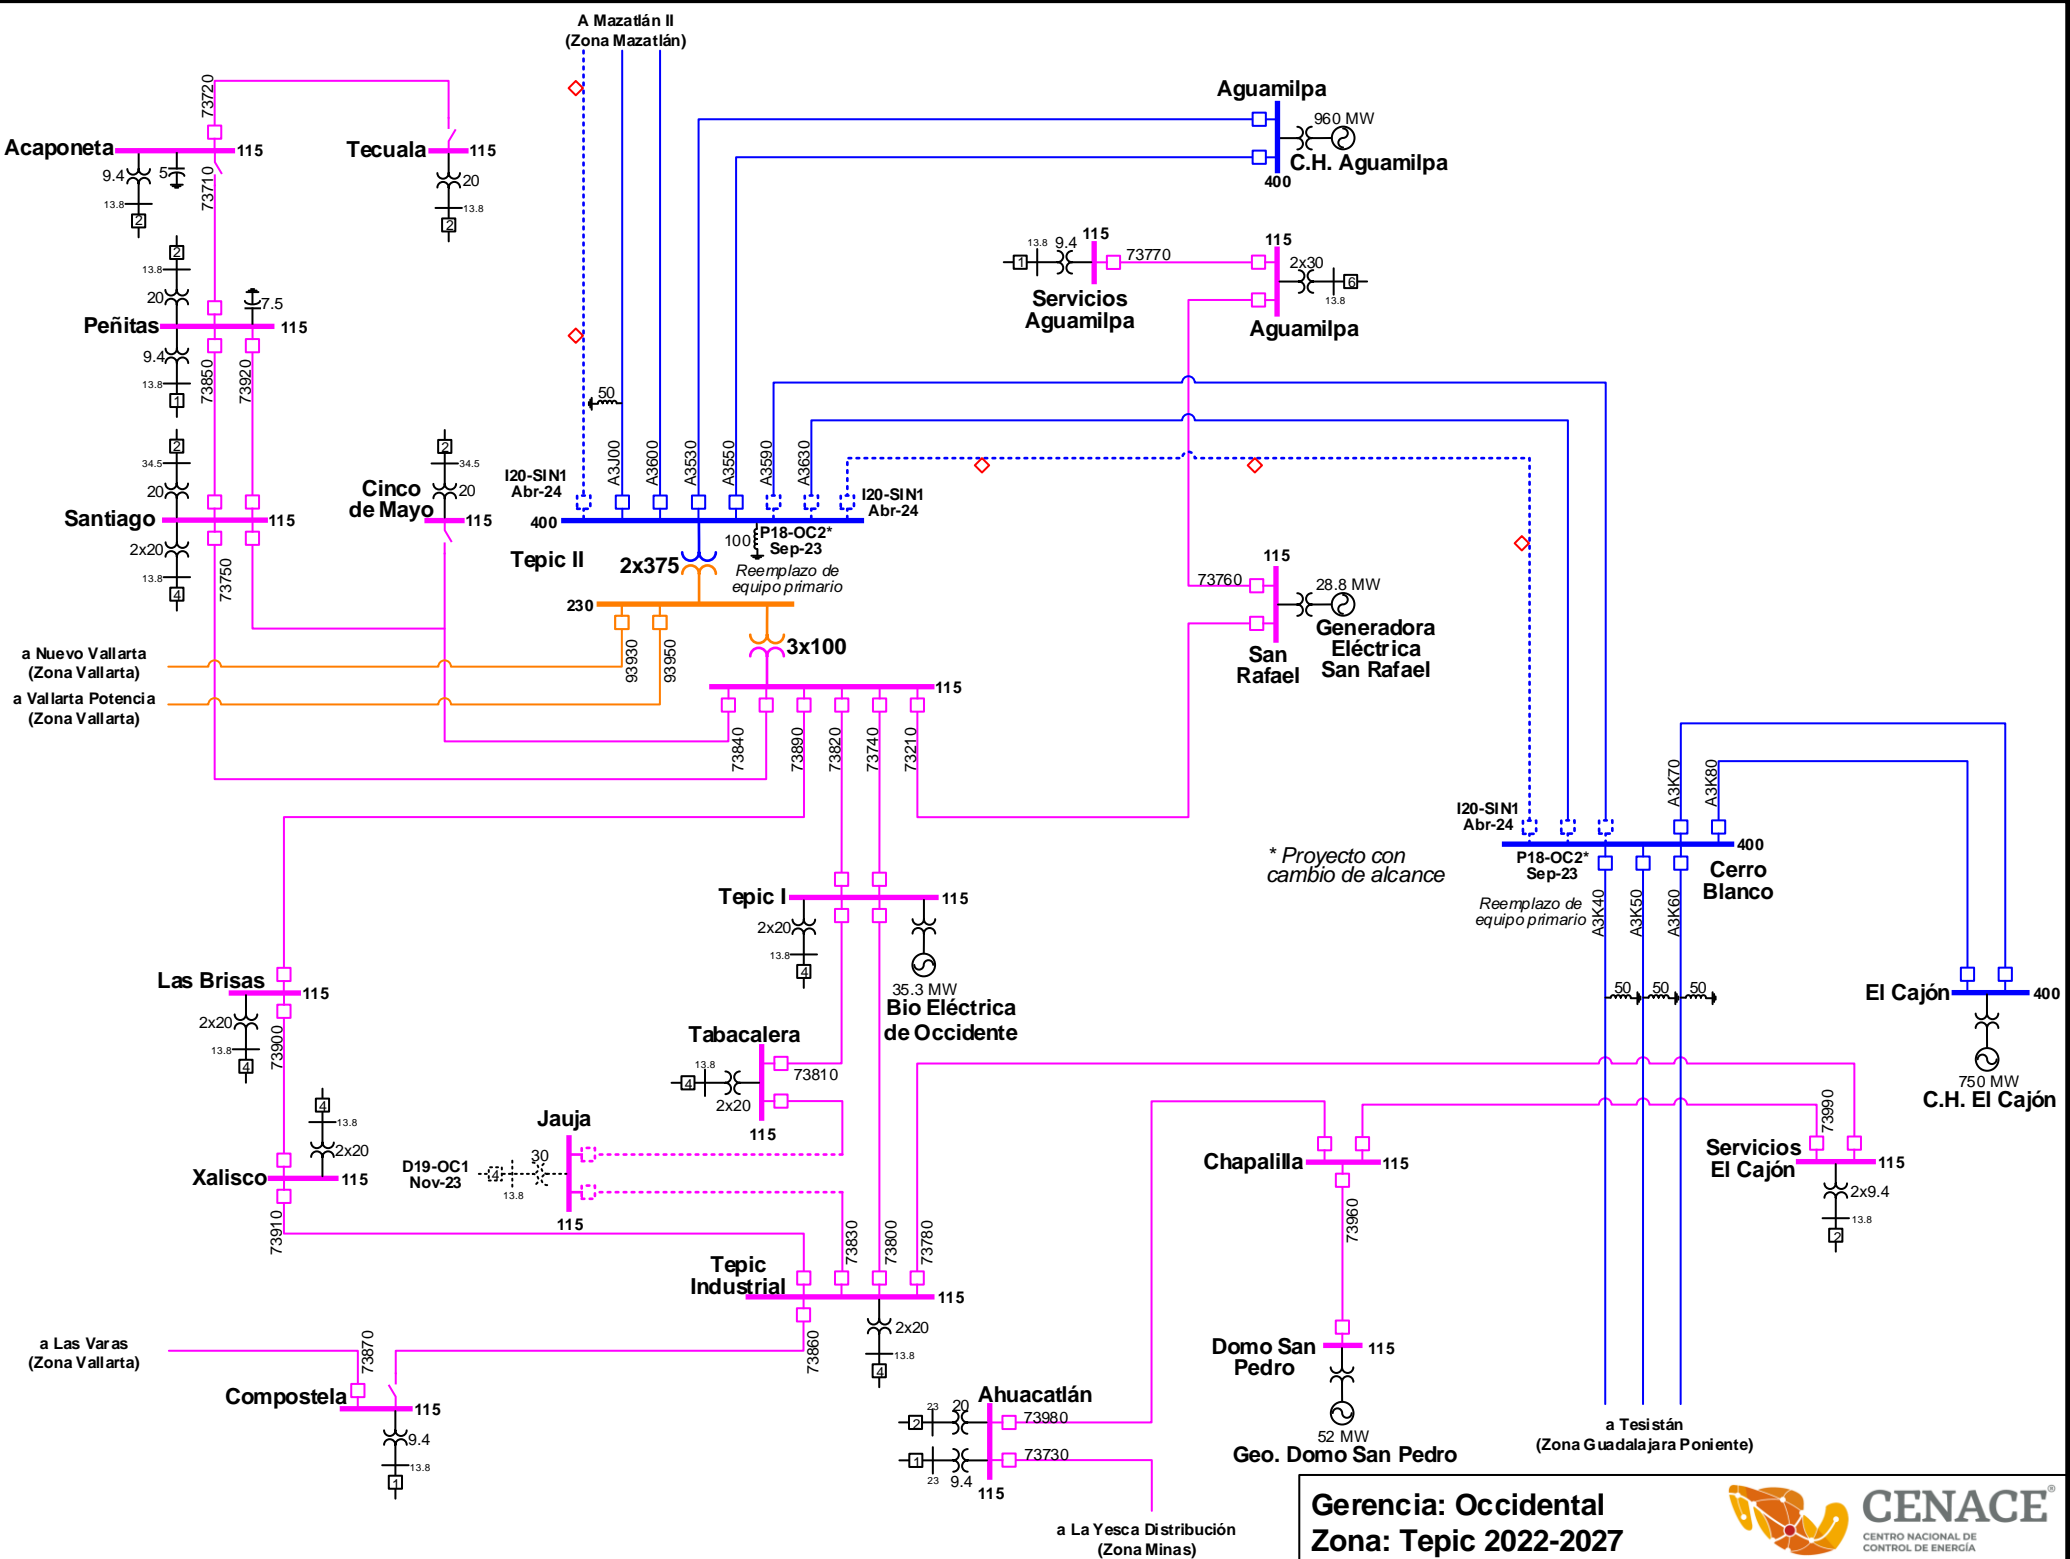 A Mazatlán II
(Zona Mazatlán)
73720
Acaponeta
115
9.4
5
13.8
2
73710
Tecuala
115
20
13.8
2
Aguamilpa
960 MW
C.H. Aguamilpa
400
2
13.8
20
7.5
Peñitas
115
9.4
13.8
1
73850
73920
13.8
9.4
115
1
73770
Servicios
Aguamilpa
115
2x30
6
13.8
Aguamilpa
2
34.5
20
Santiago
115
2x20
13.8
4
73750
2
34.5
Cinco
de Mayo
20
115
50
I20-SIN1
Abr-24
A3J00
A3600
A3530
A3550
A3590
A3630
I20-SIN1
Abr-24
400
Tepic II
100
P18-OC2*
Sep-23
Reemplazo de
equipo primario
2x375
230
3x100
93930
93950
a Nuevo Vallarta
(Zona Vallarta)
a Vallarta Potencia
(Zona Vallarta)
115
73840
73890
73820
73740
73210
115
73760
28.8 MW
Generadora
Eléctrica
San Rafael
San
Rafael
A3K70
A3K80
I20-SIN1
Abr-24
400
Cerro
Blanco
P18-OC2*
Sep-23
Reemplazo de
equipo primario
A3K40
A3K50
A3K60
* Proyecto con
cambio de alcance
50
50
50
El Cajón
400
750 MW
C.H. El Cajón
Tepic I
115
2x20
13.8
4
35.3 MW
Bio Eléctrica
de Occidente
Las Brisas
115
2x20
13.8
4
73900
Tabacalera
13.8
4
2x20
73810
115
4
13.8
2x20
Xalisco
115
73910
Jauja
30
D19-OC1
Nov-23
4
13.8
115
73830
73800
73780
Tepic
Industrial
115
2x20
13.8
4
73860
Chapalilla
115
73960
73990
Servicios
El Cajón
115
2x9.4
13.8
2
a Las Varas
(Zona Vallarta)
73870
Compostela
115
9.4
13.8
1
Domo San
Pedro
115
52 MW
Geo. Domo San Pedro
Ahuacatlán
23
20
2
73980
1
73730
23
9.4
115
a La Yesca Distribución
(Zona Minas)
a Tesistán
(Zona Guadalajara Poniente)
Gerencia: Occidental
Zona: Tepic 2022-2027
CENACE®
CENTRO NACIONAL DE
CONTROL DE ENERGÍA